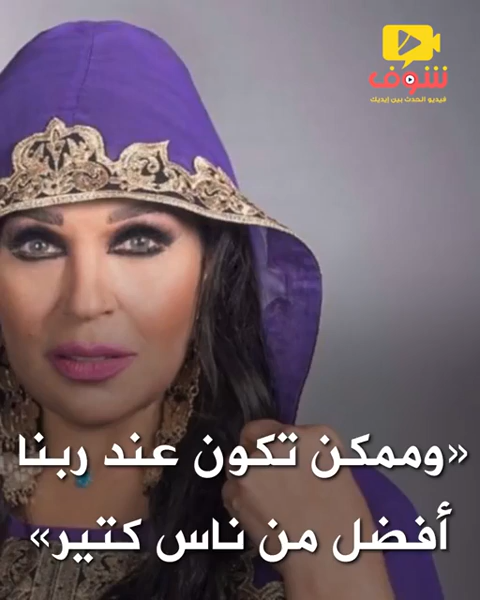 شوف
فيديو الحدث بين إيديك
«وممكن تكون عند ربنا
أفضل من ناس كتير»